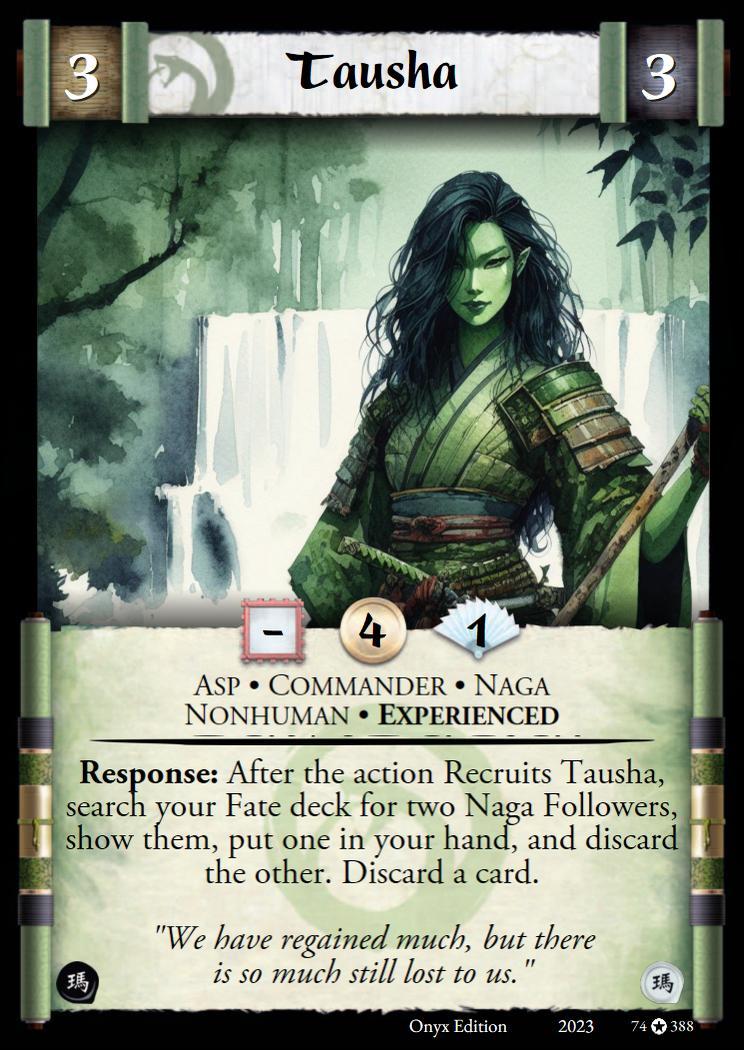 3 Tausha 3
- 4 1
ASP • COMMANDER • NAGA
NONHUMAN • EXPERIENCED
Response: After the action Recruits Tausha,
search your Fate deck for two Naga Followers,
show them, put one in your hand, and discard
the other. Discard a card.
"We have regained much, but there
is so much still lost to us."
瑪 瑪
Onyx Edition 2023 74 ✪ 388